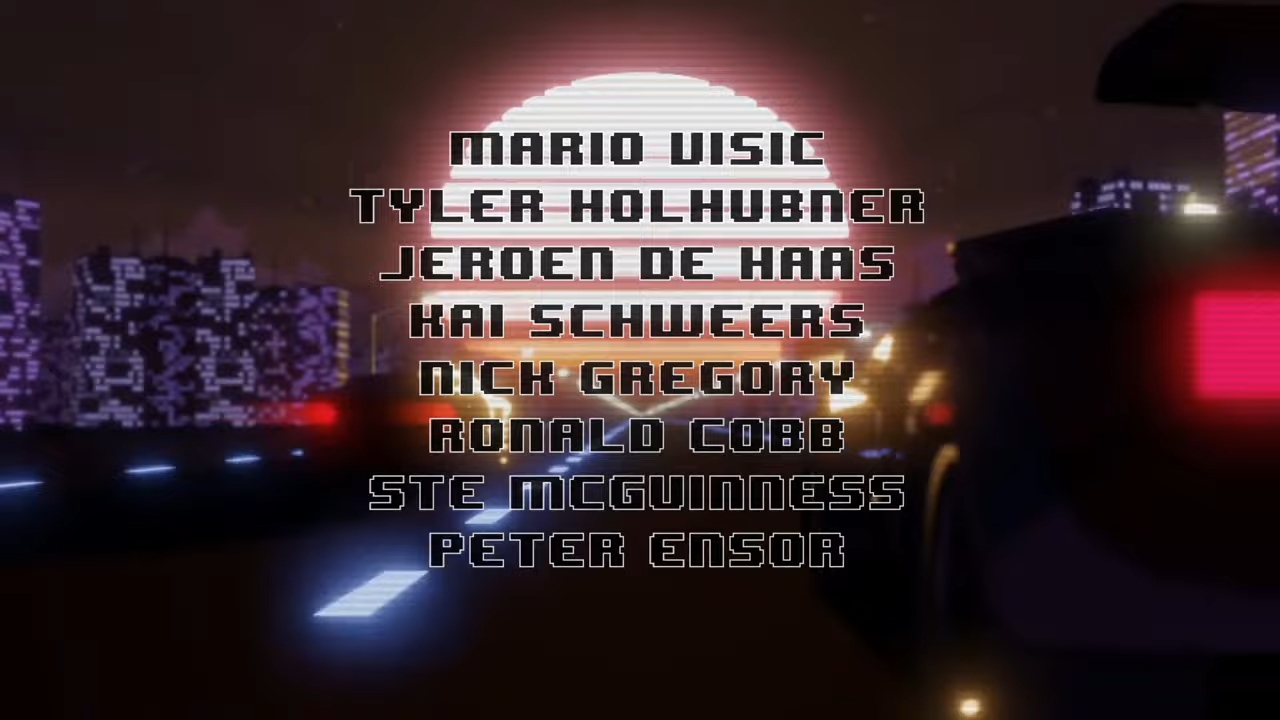 MARIO VISIC
TYLER HOLHUBNER
JEROEN DE HAAS
KAI SCHWEERS
NICK GREGORY
RONALD COBB
STE MCGUINNESS
PETER ENSOR